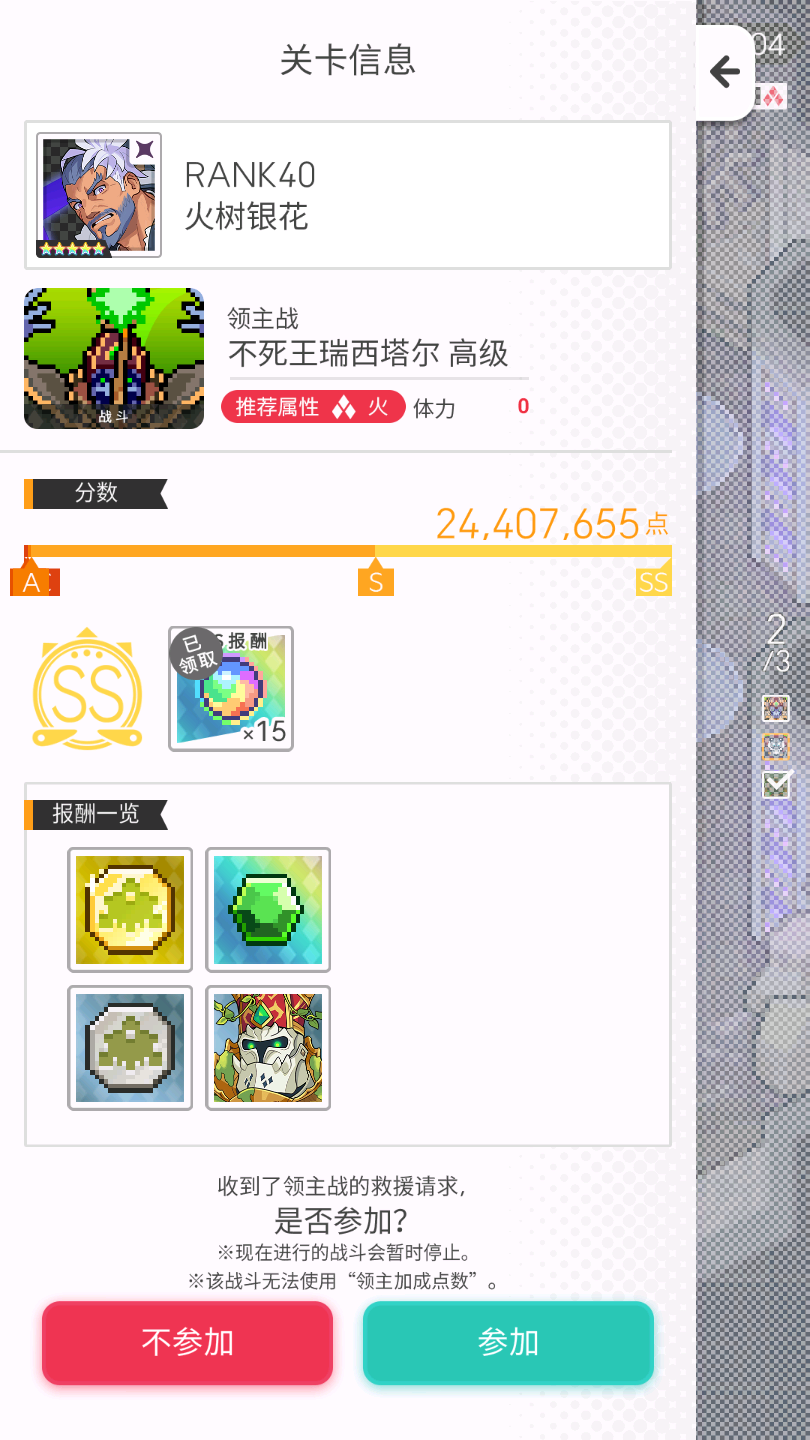 关卡信息
04
RANK40
火树银花
领主战
不死王瑞西塔尔 高级
战斗
推荐属性 火 体力 0
分数
24,407,655点
A S SS
2
/3
SS
已领取
S报酬
×15
报酬一览
收到了领主战的救援请求，
是否参加？
※现在进行的战斗会暂时停止。
※该战斗无法使用“领主加成点数”。
不参加 参加